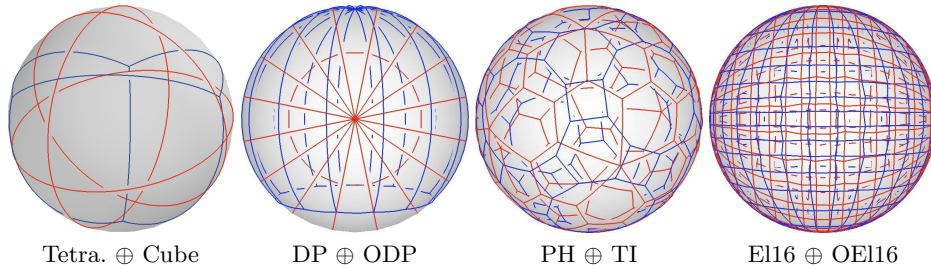 Tetra. ⊕ Cube
DP ⊕ ODP
PH ⊕ TI
El16 ⊕ OEl16